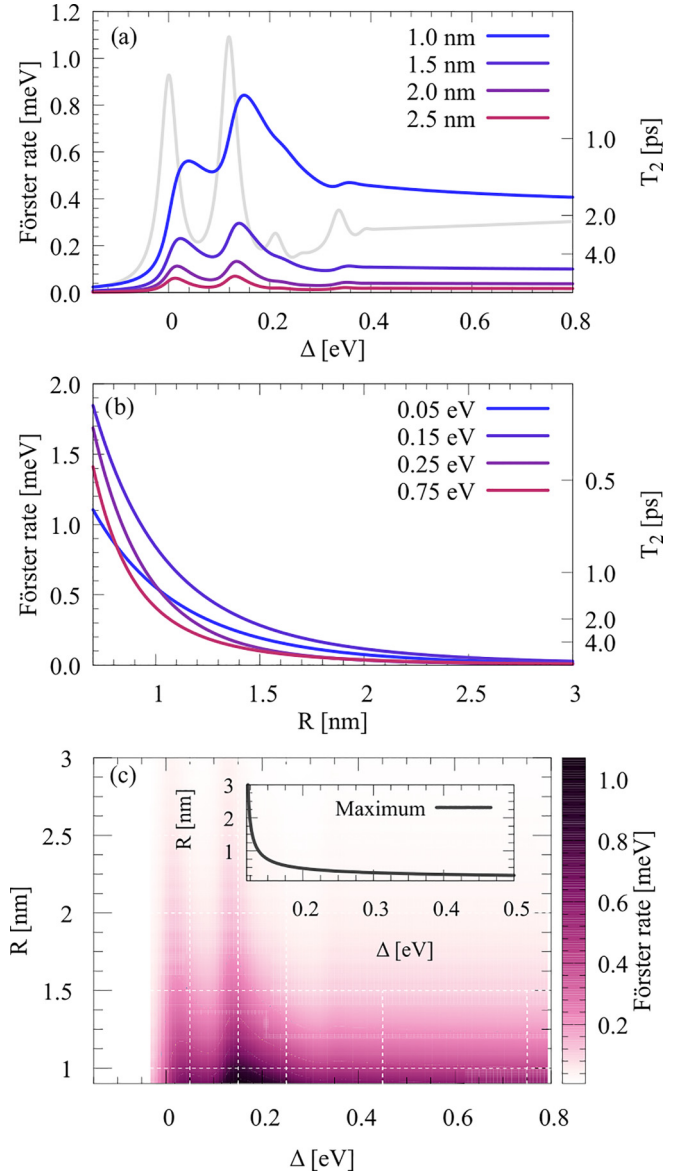 (a)
1.0 nm
1.5 nm
2.0 nm
2.5 nm
Förster rate [meV]
1.2
1.0
0.8
0.6
0.4
0.2
0.0
T2 [ps]
1.0
2.0
4.0
0 0.2 0.4 0.6 0.8
Δ [eV]
(b)
0.05 eV
0.15 eV
0.25 eV
0.75 eV
Förster rate [meV]
2.0
1.5
1.0
0.5
0.0
T2 [ps]
0.5
1.0
2.0
4.0
1 1.5 2 2.5 3
R [nm]
(c)
R [nm]
3
2.5
2
1.5
1
0 0.2 0.4 0.6 0.8
Δ [eV]
Maximum
R [nm]
3
2
1
0.2 0.3 0.4 0.5
Δ [eV]
Förster rate [meV]
1.0
0.8
0.6
0.4
0.2